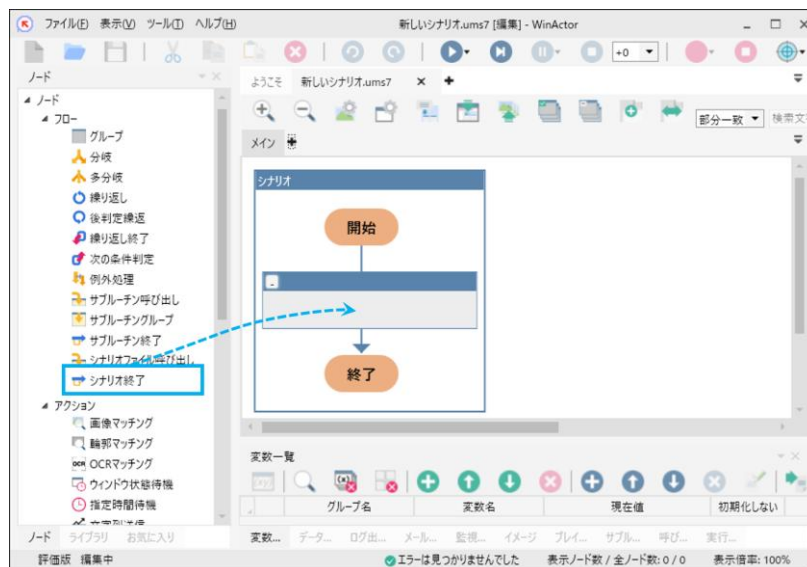 ファイル(F) 表示(V) ツール(T) ヘルプ(H) 新しいシナリオ.ums7 [編集] - WinActor
+0
ノード
ようこそ 新しいシナリオ.ums7
ノード
フロー
グループ
分岐
多分岐
繰り返し
後判定繰返
繰り返し終了
次の条件判定
例外処理
サブルーチン呼び出し
サブルーチングループ
サブルーチン終了
シナリオファイル呼び出し
シナリオ終了
アクション
画像マッチング
輪郭マッチング
OCR OCRマッチング
ウィンドウ状態待機
指定時間待機
文字列送信
ノード ライブラリ お気に入り
部分一致 検索文
メイン
シナリオ
開始
終了
変数一覧
グループ名 変数名 現在値 初期化しない
変数... データ... ログ出... メール... 監視... イメージ ブレイ... サブル... 呼び... 実行...
評価版 編集中 エラーは見つかりませんでした 表示ノード数 / 全ノード数: 0 / 0 表示倍率: 100%